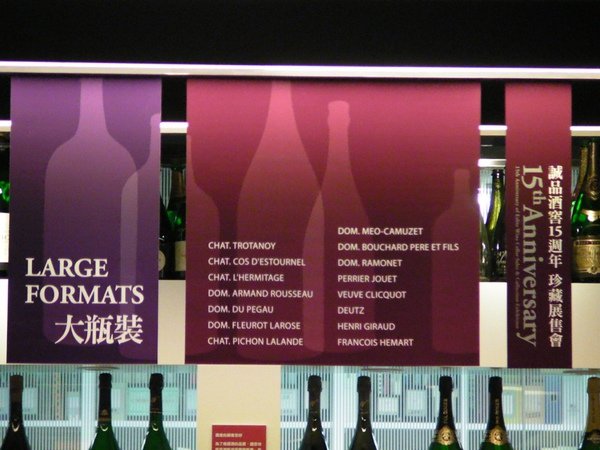 LARGE
FORMATS
大瓶裝
CHAT. TROTANOY
CHAT. COS D'ESTOURNEL
CHAT. L'HERMITAGE
DOM. ARMAND ROUSSEAU
DOM. DU PEGAU
DOM. FLEUROT LAROSE
CHAT. PICHON LALANDE
DOM. MEO-CAMUZET
DOM. BOUCHARD PERE ET FILS
DOM. RAMONET
PERRIER JOUET
VEUVE CLICQUOT
DEUTZ
HENRI GIRAUD
FRANCOIS HEMART
誠品酒窖15週年 珍藏展售會
15th Anniversary